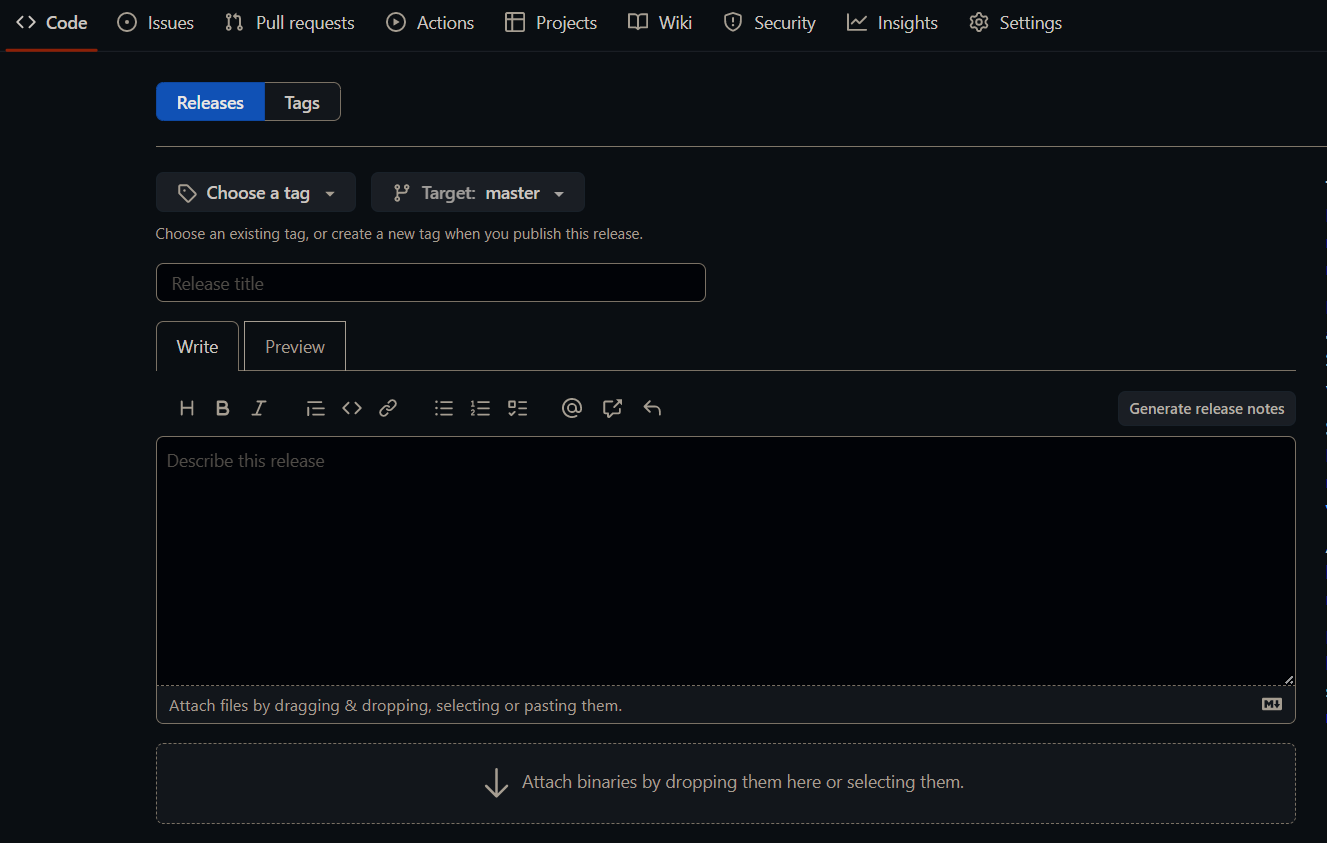 Code Issues Pull requests Actions Projects Wiki Security Insights Settings
Releases Tags
Choose a tag Target: master
Choose an existing tag, or create a new tag when you publish this release.
Release title
Write Preview
H B I Generate release notes
Describe this release
Attach files by dragging & dropping, selecting or pasting them.
Attach binaries by dropping them here or selecting them.